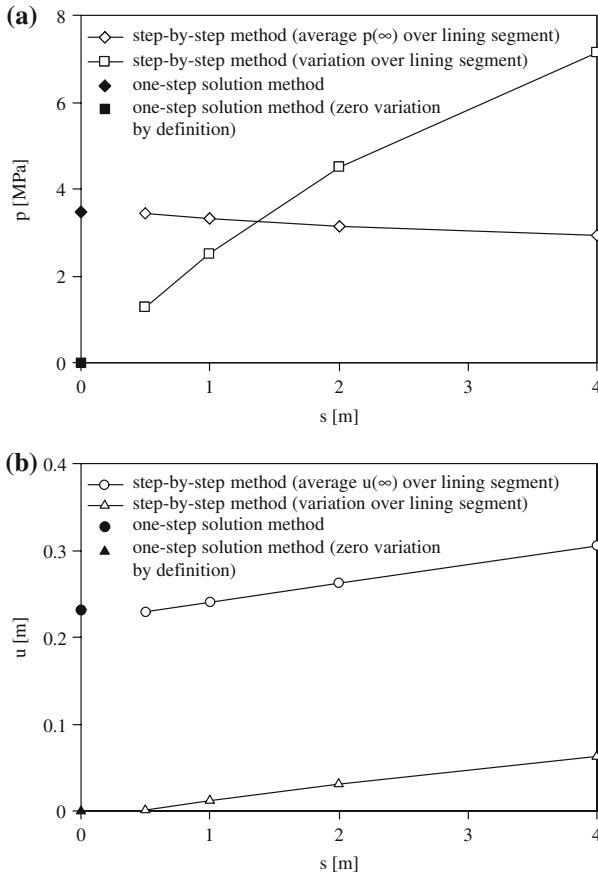 (a)
8
step-by-step method (average p(∞) over lining segment)
step-by-step method (variation over lining segment)
one-step solution method
one-step solution method (zero variation
by definition)
6
4
2
0
p [MPa]
0 1 2 3 4
s [m]
(b)
0.4
step-by-step method (average u(∞) over lining segment)
step-by-step method (variation over lining segment)
one-step solution method
one-step solution method (zero variation
by definition)
0.3
0.2
0.1
0
u [m]
0 1 2 3 4
s [m]